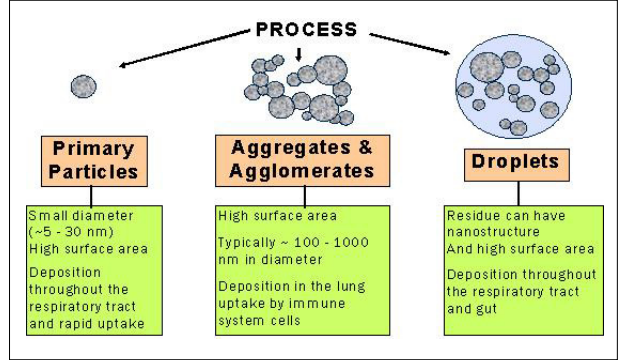 PROCESS
Primary
Particles
Small diameter
(~5 - 30 nm)
High surface area
Deposition
throughout the
respiratory tract
and rapid uptake
Aggregates &
Agglomerates
High surface area
Typically ~ 100 - 1000
nm in diameter
Deposition in the lung
uptake by immune
system cells
Droplets
Residue can have
nanostructure
And high surface area
Deposition throughout
the respiratory tract
and gut